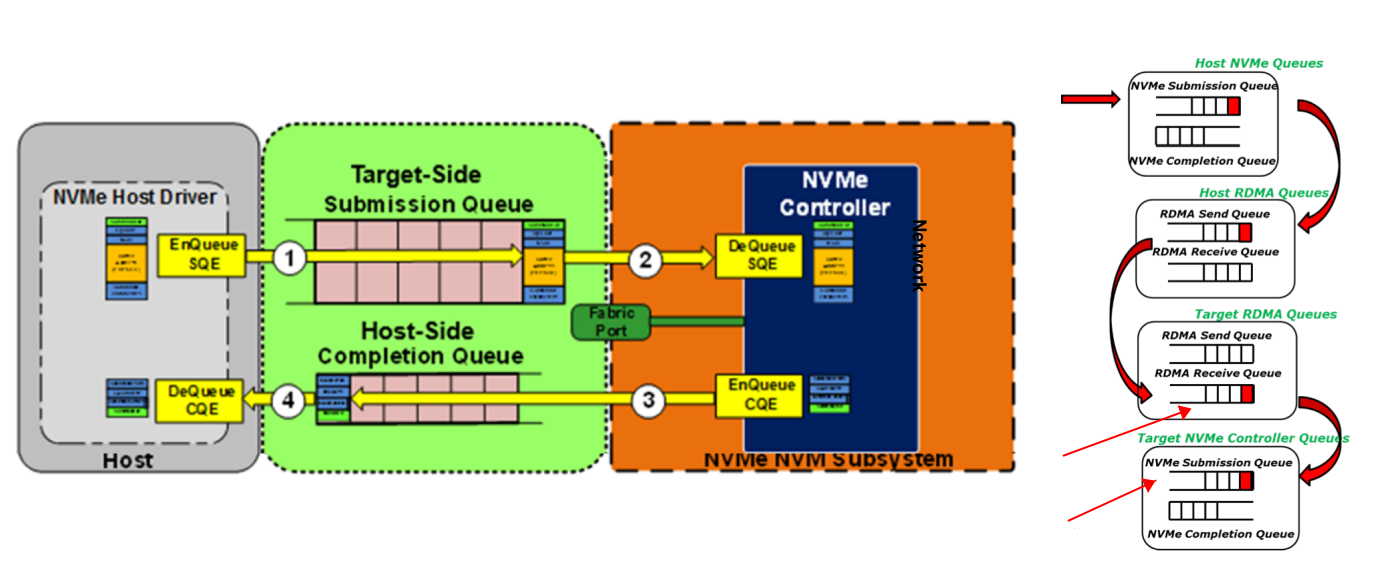 NVMe Host Driver
EnQueue
SQE
DeQueue
CQE
Host
Target-Side
Submission Queue
1
2
Host-Side
Completion Queue
4
3
Fabric
Port
NVMe
Controller
DeQueue
SQE
EnQueue
CQE
Network
NVMe NVM Subsystem
Host NVMe Queues
NVMe Submission Queue
NVMe Completion Queue
Host RDMA Queues
RDMA Send Queue
RDMA Receive Queue
Target RDMA Queues
RDMA Send Queue
RDMA Receive Queue
Target NVMe Controller Queues
NVMe Submission Queue
NVMe Completion Queue